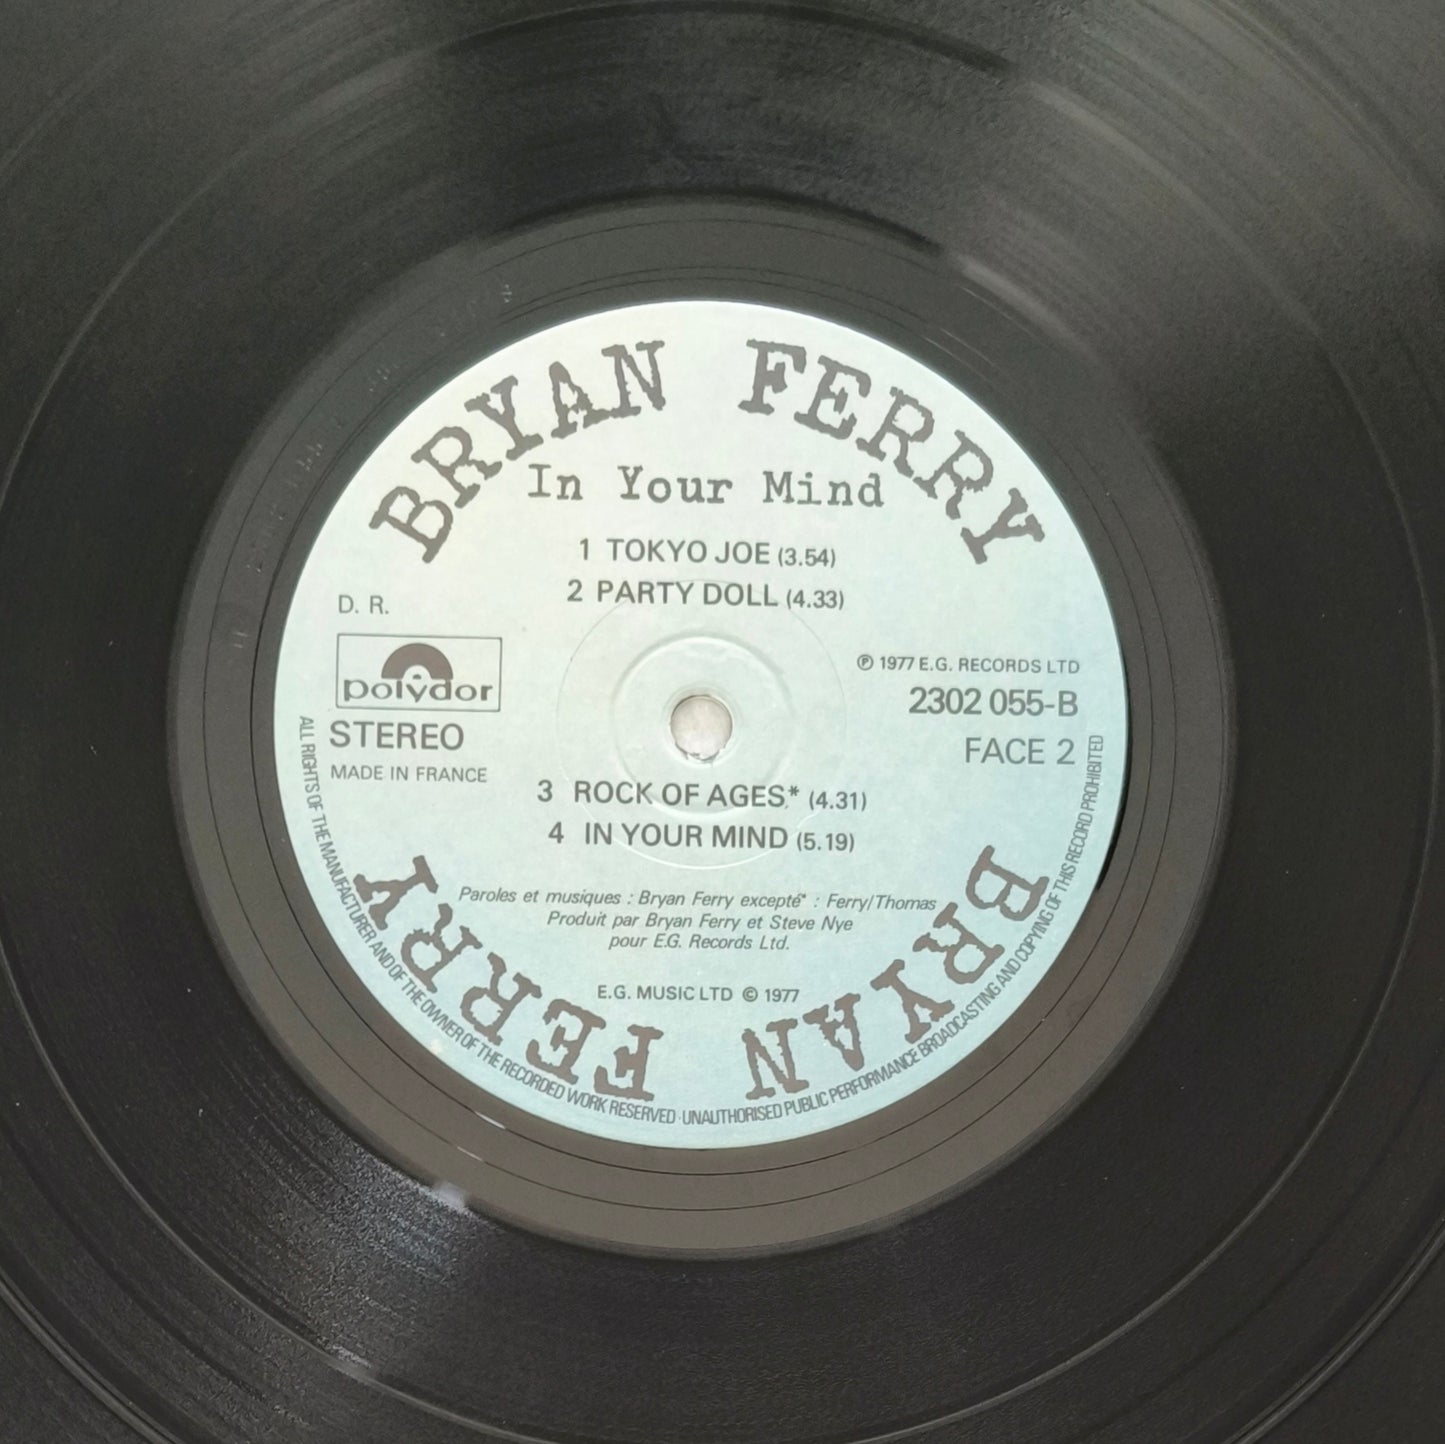 BRYAN FERRY
In Your Mind
1 TOKYO JOE (3.54)
2 PARTY DOLL (4.33)
D. R.
polydor
STEREO
MADE IN FRANCE
℗ 1977 E.G. RECORDS LTD
2302 055-B
FACE 2
3 ROCK OF AGES.* (4.31)
4 IN YOUR MIND (5.19)
Paroles et musiques : Bryan Ferry excepté* : Ferry/Thomas
Produit par Bryan Ferry et Steve Nye
pour E.G. Records Ltd.
E.G. MUSIC LTD © 1977
BRYAN FERRY
ALL RIGHTS OF THE MANUFACTURER AND OF THE OWNER OF THE RECORDED WORK RESERVED · UNAUTHORISED PUBLIC PERFORMANCE BROADCASTING AND COPYING OF THIS RECORD PROHIBITED